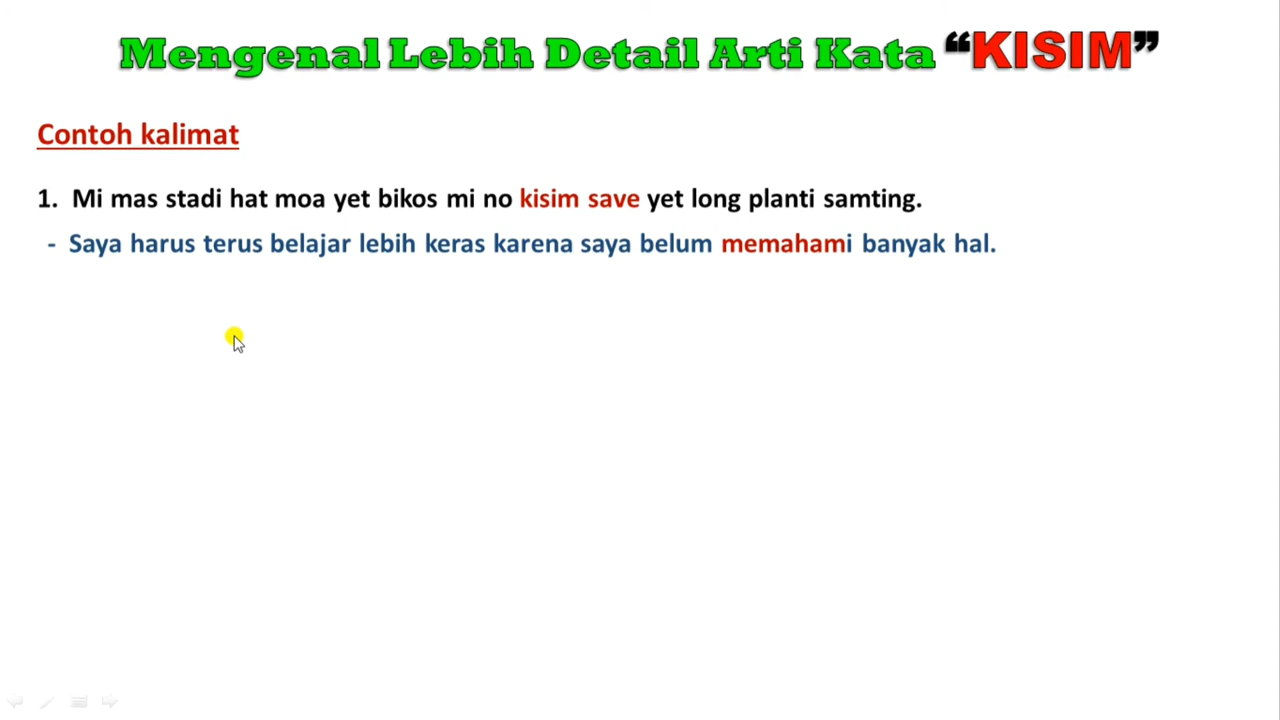 Mengenal Lebih Detail Arti Kata “KISIM”
Contoh kalimat
1. Mi mas stadi hat moa yet bikos mi no kisim save yet long planti samting.
- Saya harus terus belajar lebih keras karena saya belum memahami banyak hal.